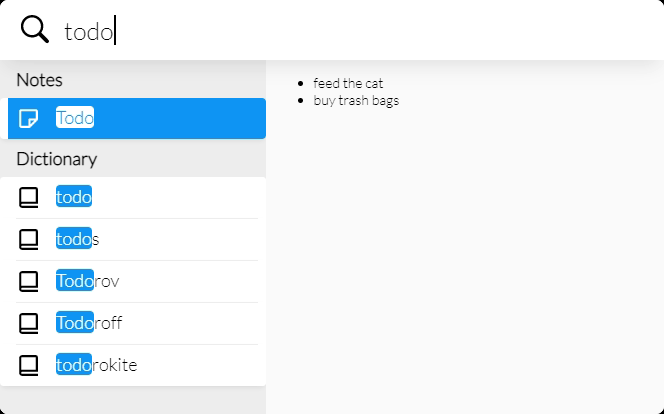 todo
Notes
Todo
Dictionary
todo
todos
Todorov
Todoroff
todorokite
feed the cat
buy trash bags